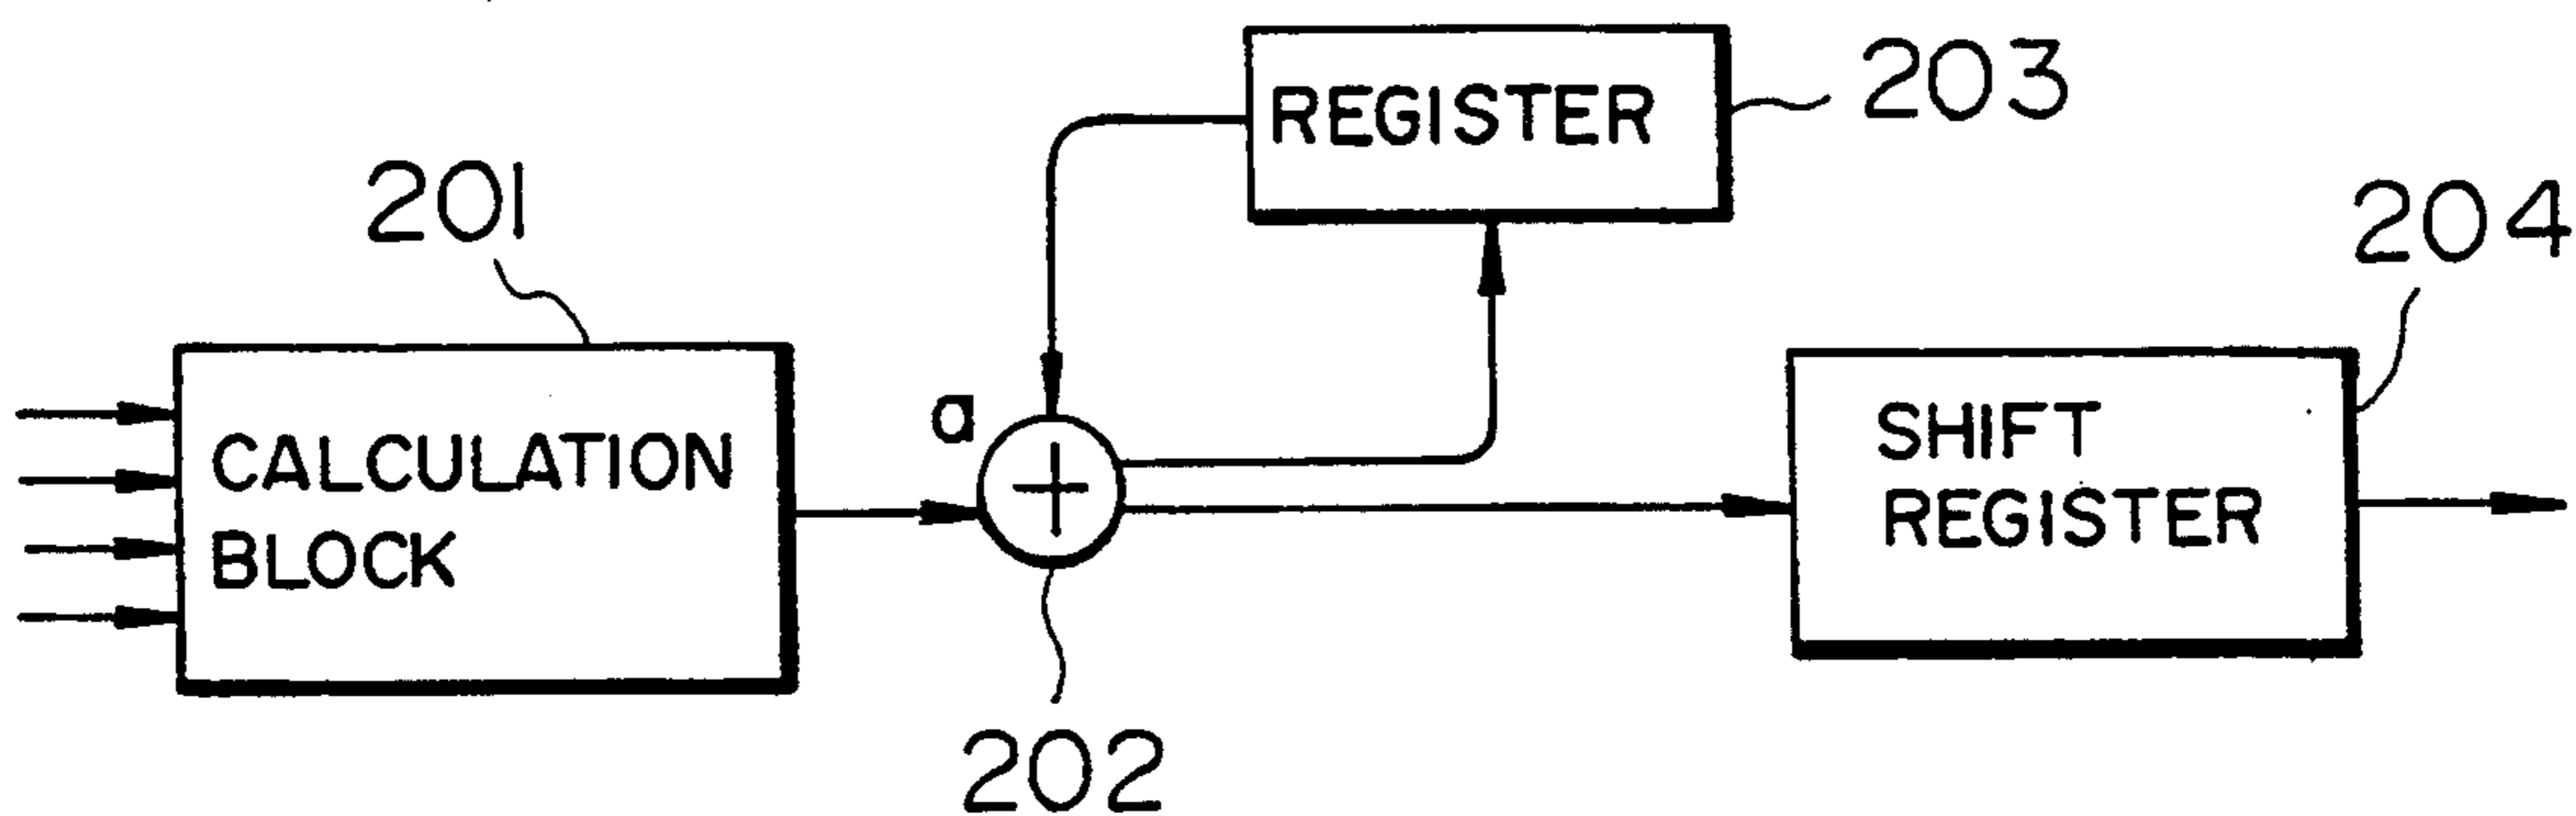 REGISTER
203
201
204
CALCULATION
BLOCK
a
+
SHIFT
REGISTER
202